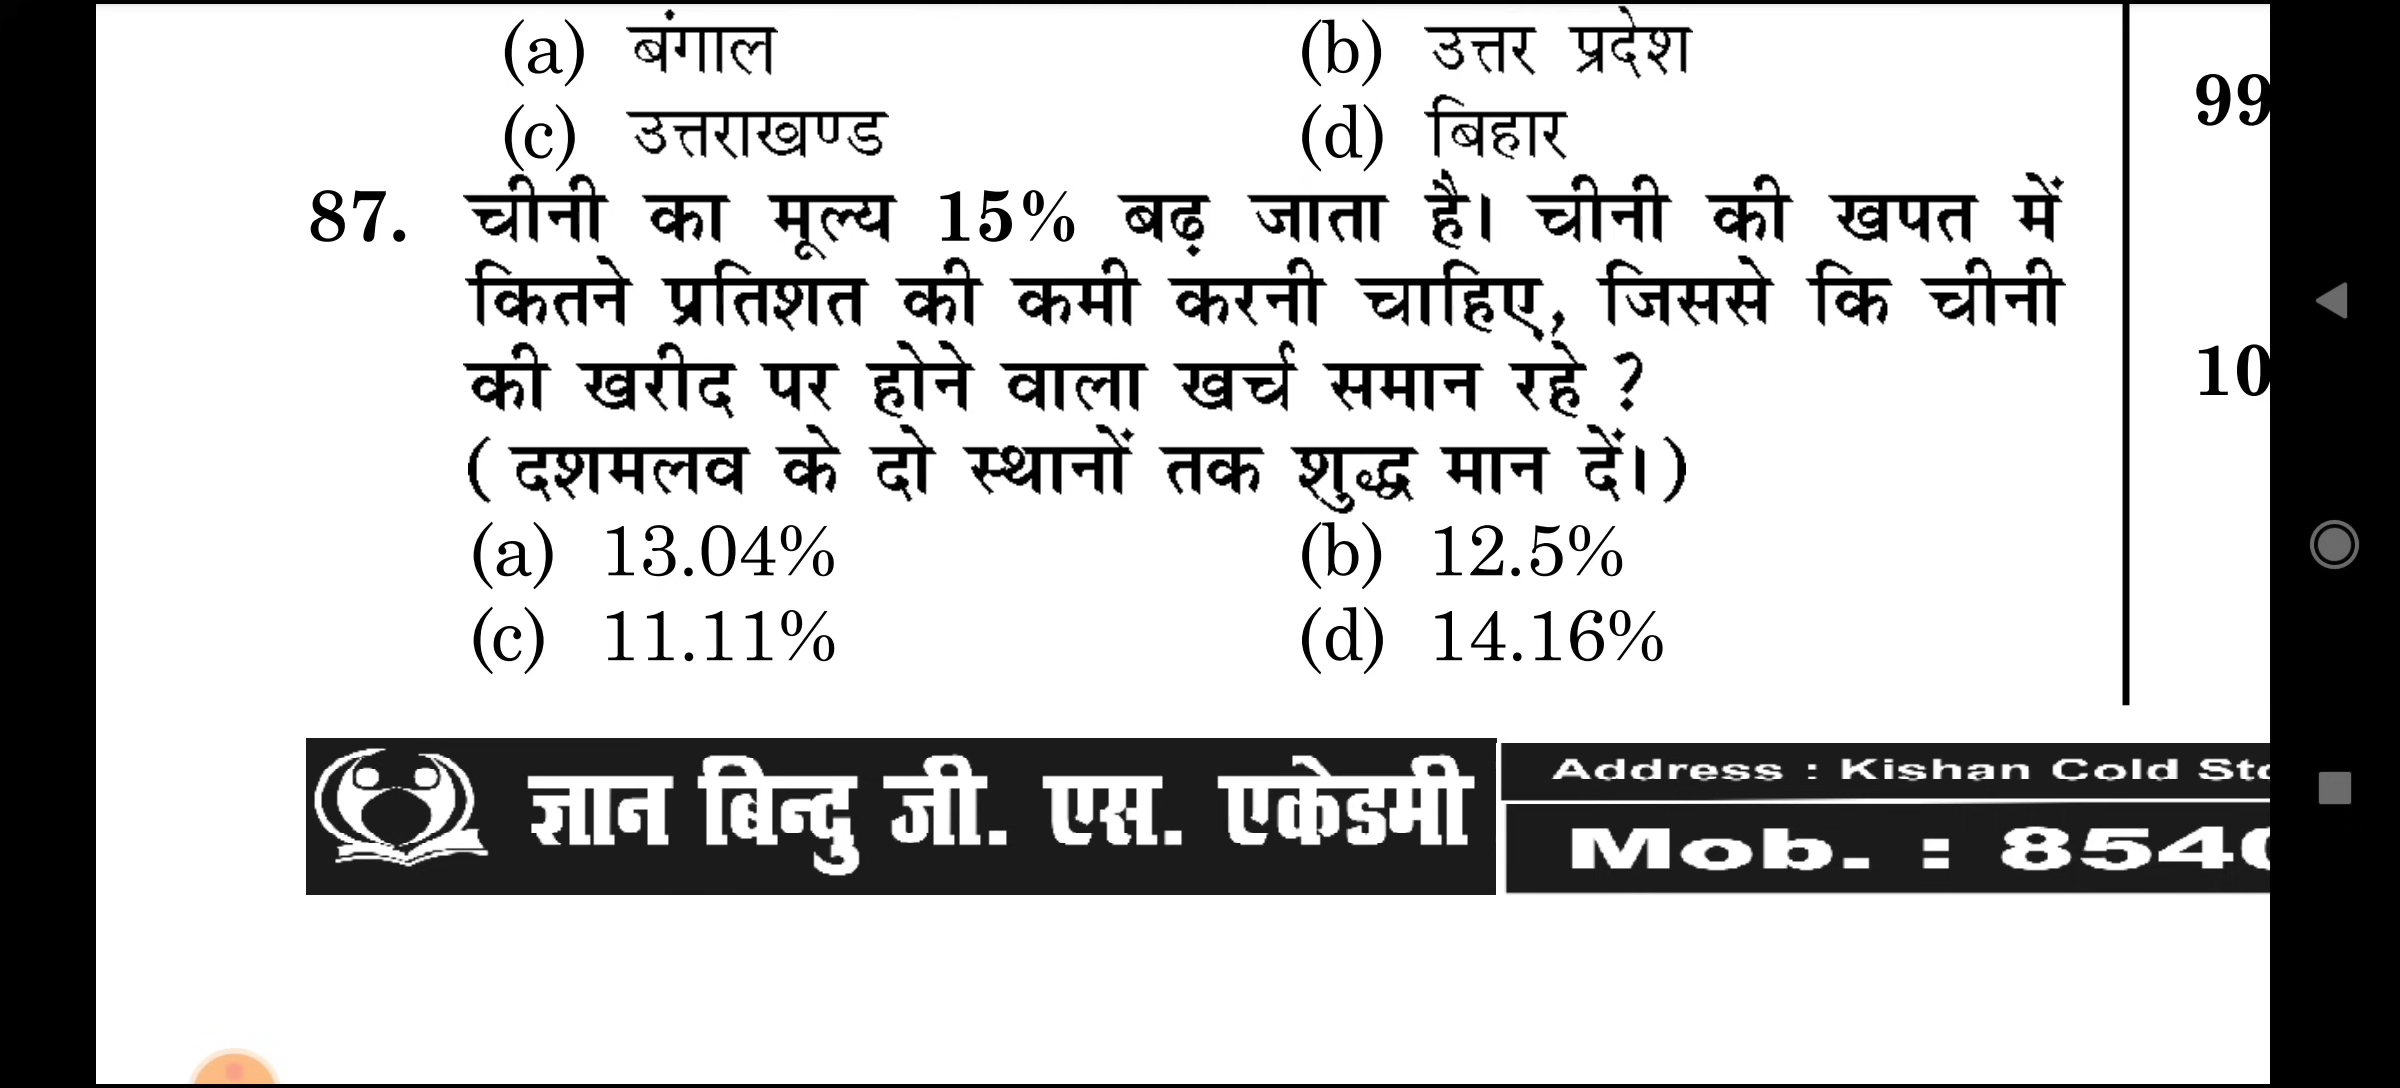 (a) बंगाल (b) उत्तर प्रदेश
(c) उत्तराखण्ड (d) बिहार
87. चीनी का मूल्य 15% बढ़ जाता है। चीनी की खपत में
कितने प्रतिशत की कमी करनी चाहिए, जिससे कि चीनी
की खरीद पर होने वाला खर्च समान रहे ?
(दशमलव के दो स्थानों तक शुद्ध मान दें।)
(a) 13.04% (b) 12.5%
(c) 11.11% (d) 14.16%
99
10
ज्ञान बिन्दु जी. एस. एकेडमी
Address : Kishan Cold
Mob. : 854